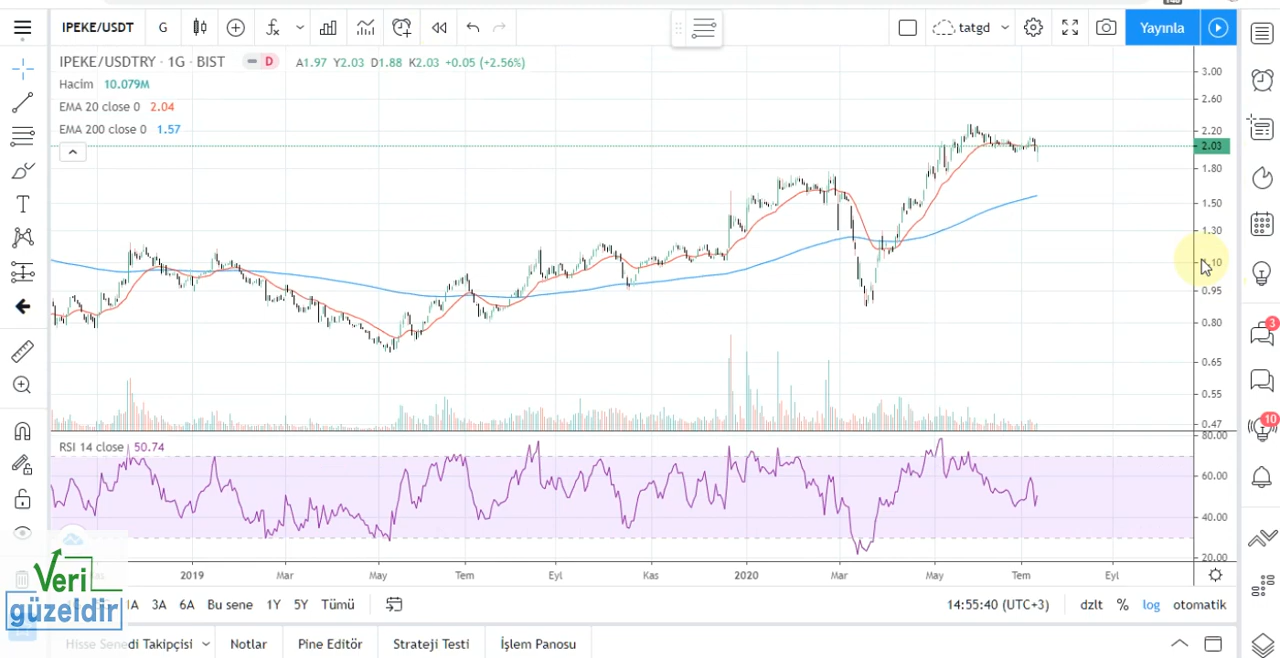 IPEKE/USDT G tatgd Yayınla
IPEKE/USDTRY · 1G · BIST D A1.97 Y2.03 D1.88 K2.03 +0.05 (+2.56%)
Hacim 10.079M
EMA 20 close 0 2.04
EMA 200 close 0 1.57
3.00
2.60
2.20
2.03
1.80
1.50
1.30
1.10
0.95
0.80
0.65
0.55
0.47
3
10
RSI 14 close 50.74
80.00
60.00
40.00
20.00
2019 Mar May Tem Eyl Kas 2020 Mar May Tem Eyl
Veri
güzeldir
3A 6A Bu sene 1Y 5Y Tümü 14:55:40 (UTC+3) dzlt % log otomatik
Hisse Senedi Takipçisi Notlar Pine Editör Strateji Testi İşlem Panosu